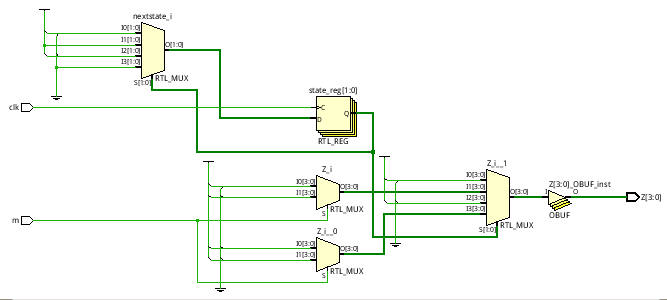 nextstate_i
I0[1:0]
I1[1:0]
I2[1:0]
I3[1:0]
O[1:0]
S[1:0]
RTL_MUX
state_reg[1:0]
clk
C
D
Q
RTL_REG
Z_i
I0[3:0]
I1[3:0]
O[3:0]
S
RTL_MUX
m
Z_i__0
I0[3:0]
I1[3:0]
O[3:0]
S
RTL_MUX
Z_i__1
I0[3:0]
I1[3:0]
I2[3:0]
I3[3:0]
O[3:0]
S[1:0]
RTL_MUX
Z[3:0]_OBUF_inst
I
O
OBUF
Z[3:0]